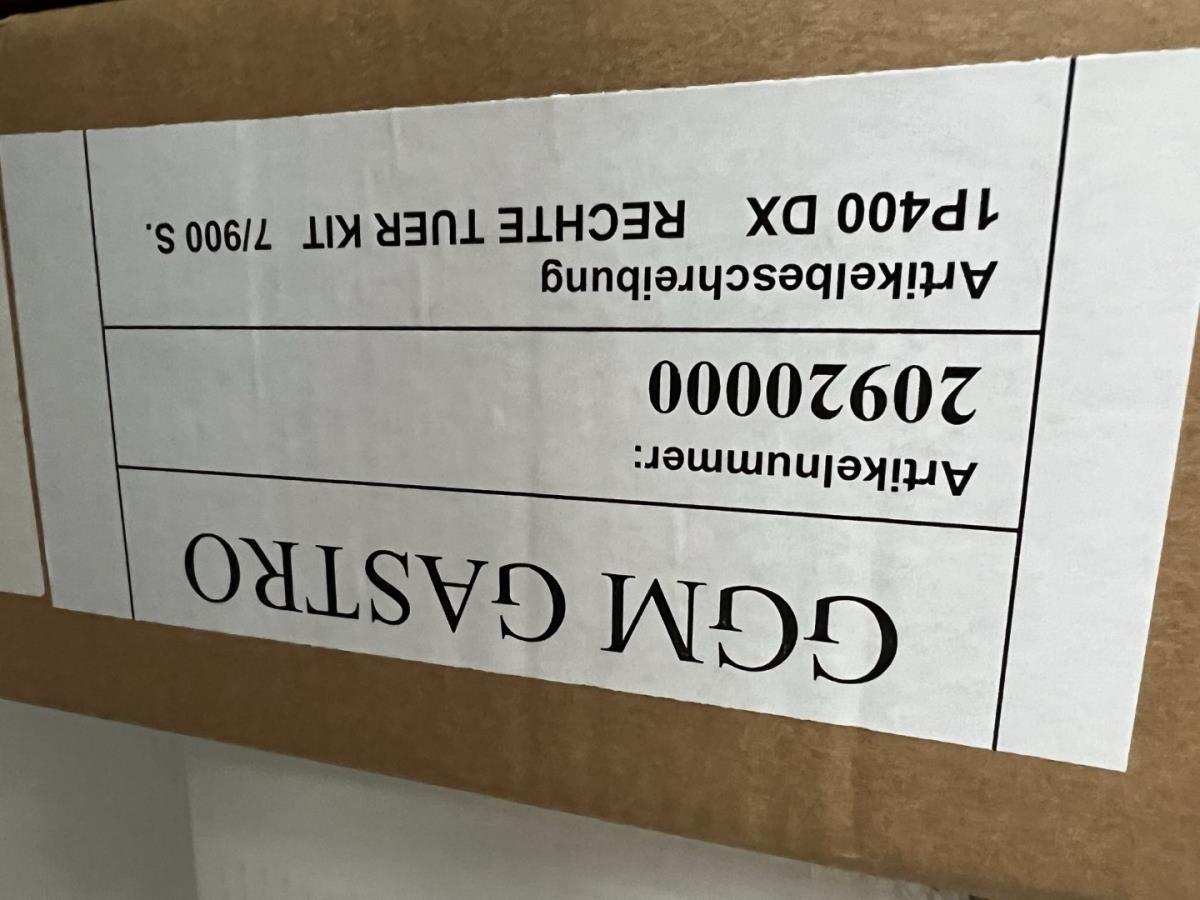 GGM GASTRO
Artikelnummer:
20920000
Artikelbeschreibung
1P400 DX RECHTE TUER KIT 7/900 S.